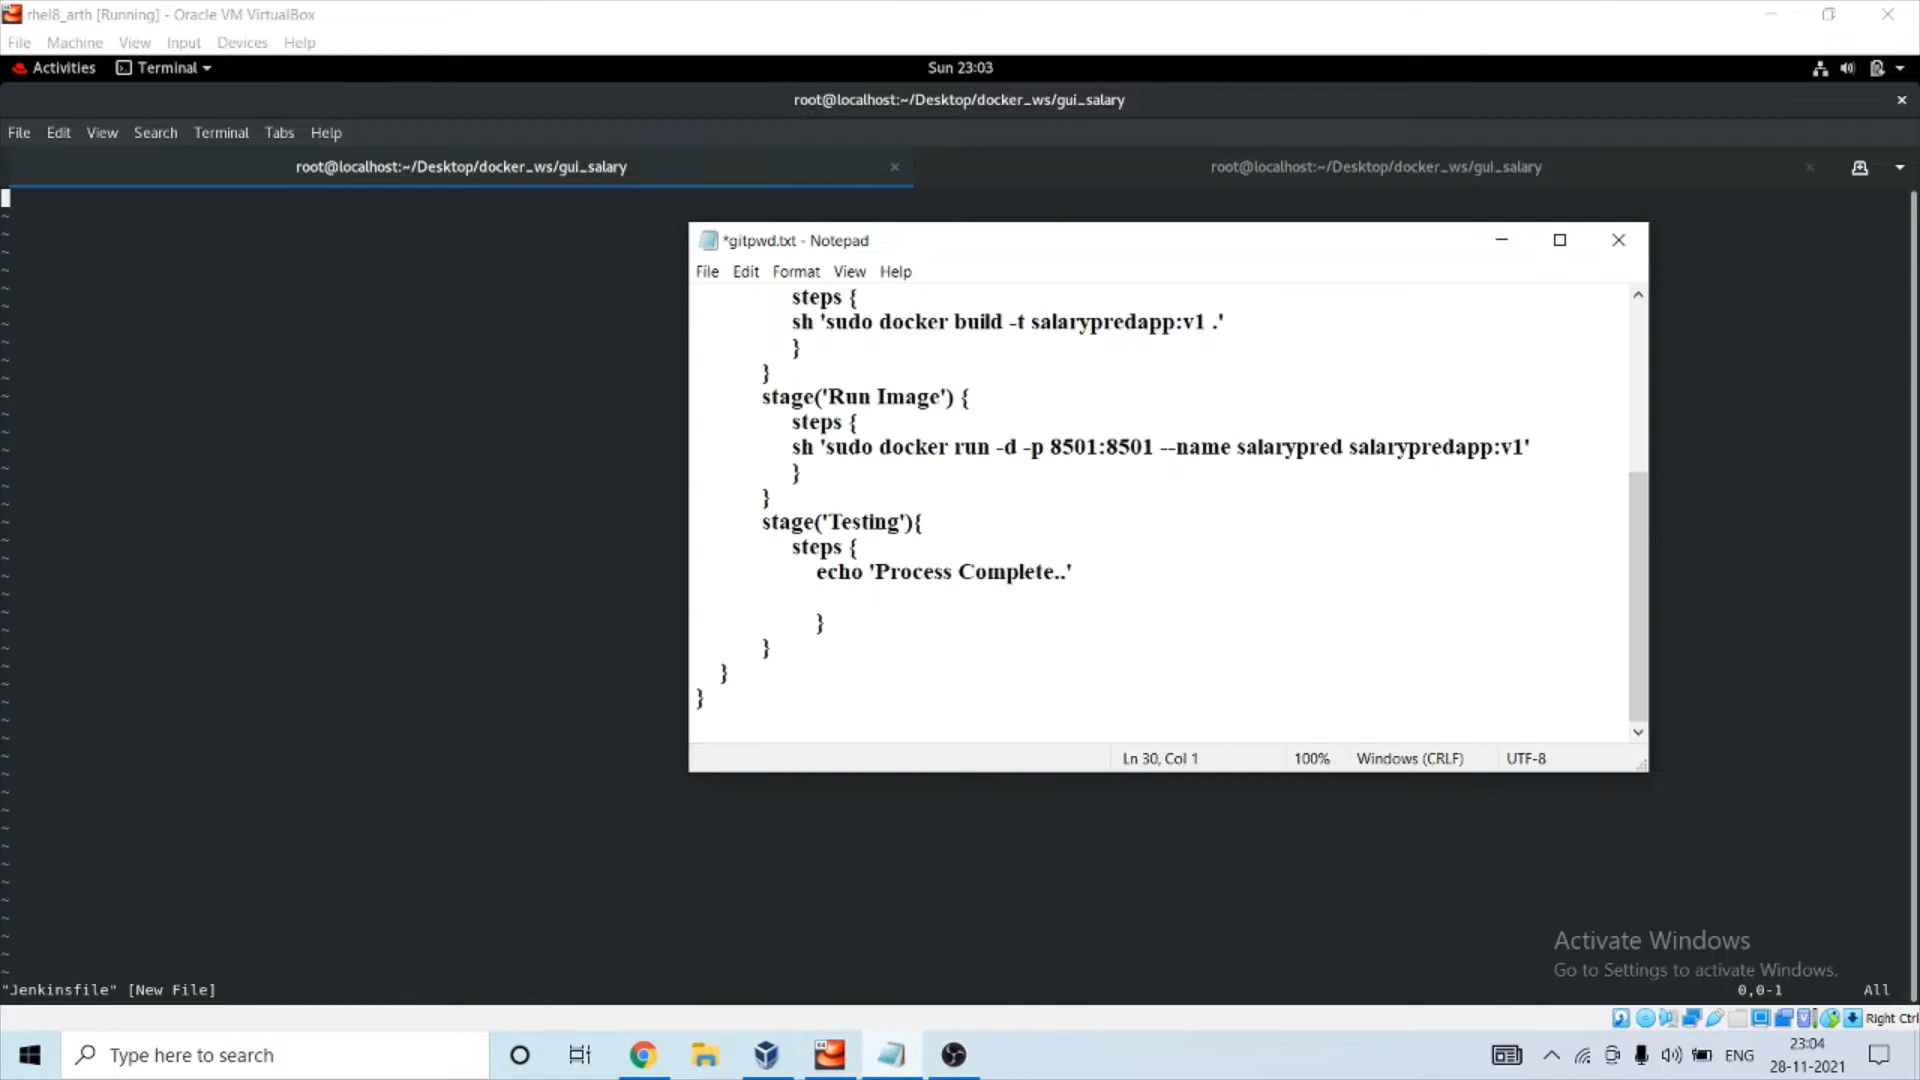 rhel8_arth [Running] - Oracle VM VirtualBox
File Machine View Input Devices Help
Activities Terminal Sun 23:03
root@localhost:~/Desktop/docker_ws/gui_salary
File Edit View Search Terminal Tabs Help
root@localhost:~/Desktop/docker_ws/gui_salary root@localhost:~/Desktop/docker_ws/gui_salary
*gitpwd.txt - Notepad
File Edit Format View Help
steps {
sh 'sudo docker build -t salarypredapp:v1 .'
}
}
stage('Run Image') {
steps {
sh 'sudo docker run -d -p 8501:8501 --name salarypred salarypredapp:v1'
}
}
stage('Testing'){
steps {
echo 'Process Complete..'
}
}
}
}
Ln 30, Col 1 100% Windows (CRLF) UTF-8
Activate Windows
Go to Settings to activate Windows.
"Jenkinsfile" [New File] 0,0-1 All
Right Ctrl
Type here to search
ENG
23:04
28-11-2021